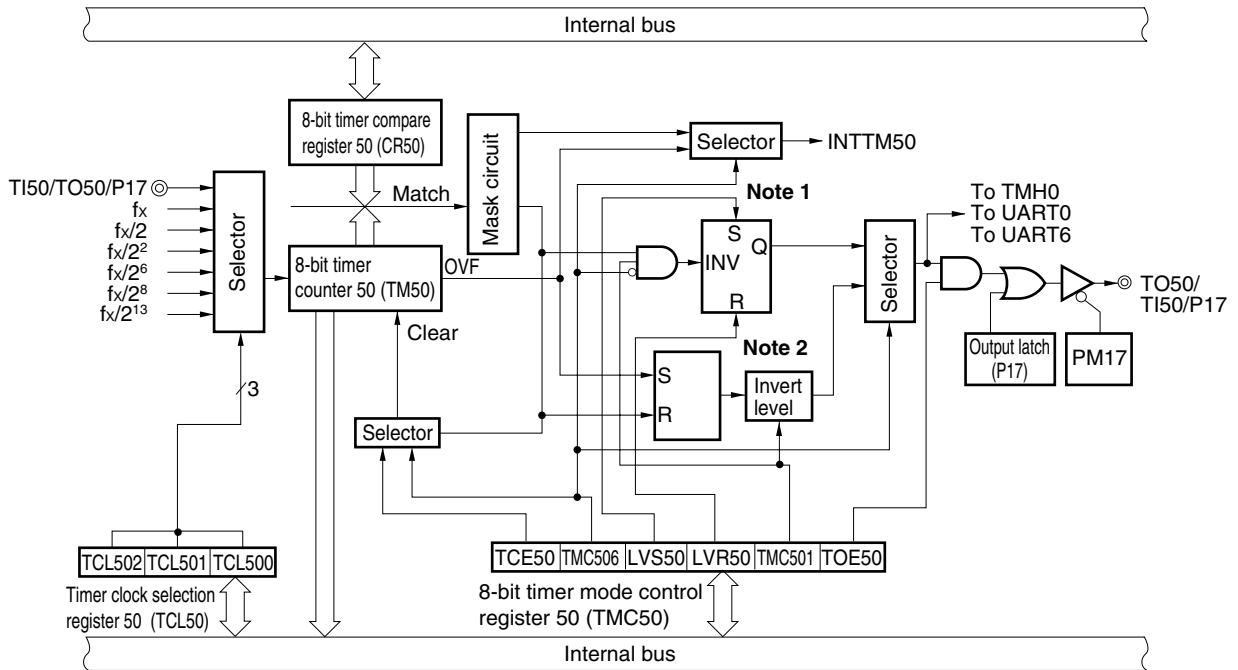 Internal bus
8-bit timer compare
register 50 (CR50)
Mask circuit
Selector
INTTM50
TI50/TO50/P17
fX
fX/2
fX/2²
fX/2⁶
fX/2⁸
fX/2¹³
Selector
Match
Note 1
S
Q
INV
R
Selector
To TMH0
To UART0
To UART6
8-bit timer
counter 50 (TM50)
OVF
Clear
TO50/
TI50/P17
Note 2
Output latch
(P17)
PM17
S
R
Invert
level
3
Selector
TCL502 TCL501 TCL500
Timer clock selection
register 50 (TCL50)
TCE50 TMC506 LVS50 LVR50 TMC501 TOE50
8-bit timer mode control
register 50 (TMC50)
Internal bus